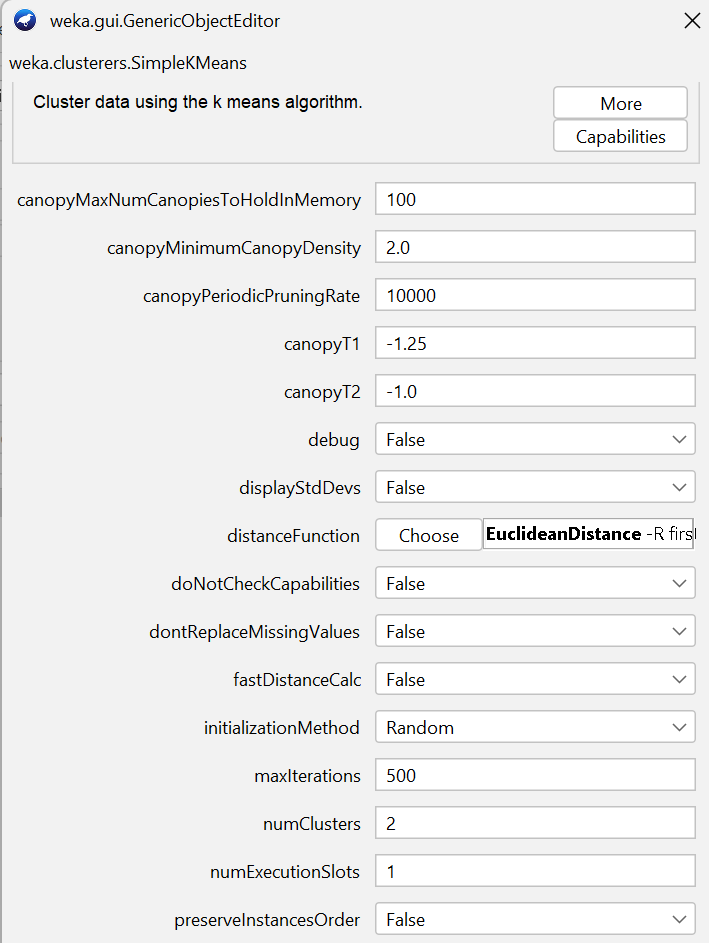 weka.gui.GenericObjectEditor
weka.clusterers.SimpleKMeans
Cluster data using the k means algorithm.
More
Capabilities
canopyMaxNumCanopiesToHoldInMemory 100
canopyMinimumCanopyDensity 2.0
canopyPeriodicPruningRate 10000
canopyT1 -1.25
canopyT2 -1.0
debug False
displayStdDevs False
distanceFunction Choose EuclideanDistance -R first
doNotCheckCapabilities False
dontReplaceMissingValues False
fastDistanceCalc False
initializationMethod Random
maxIterations 500
numClusters 2
numExecutionSlots 1
preserveInstancesOrder False